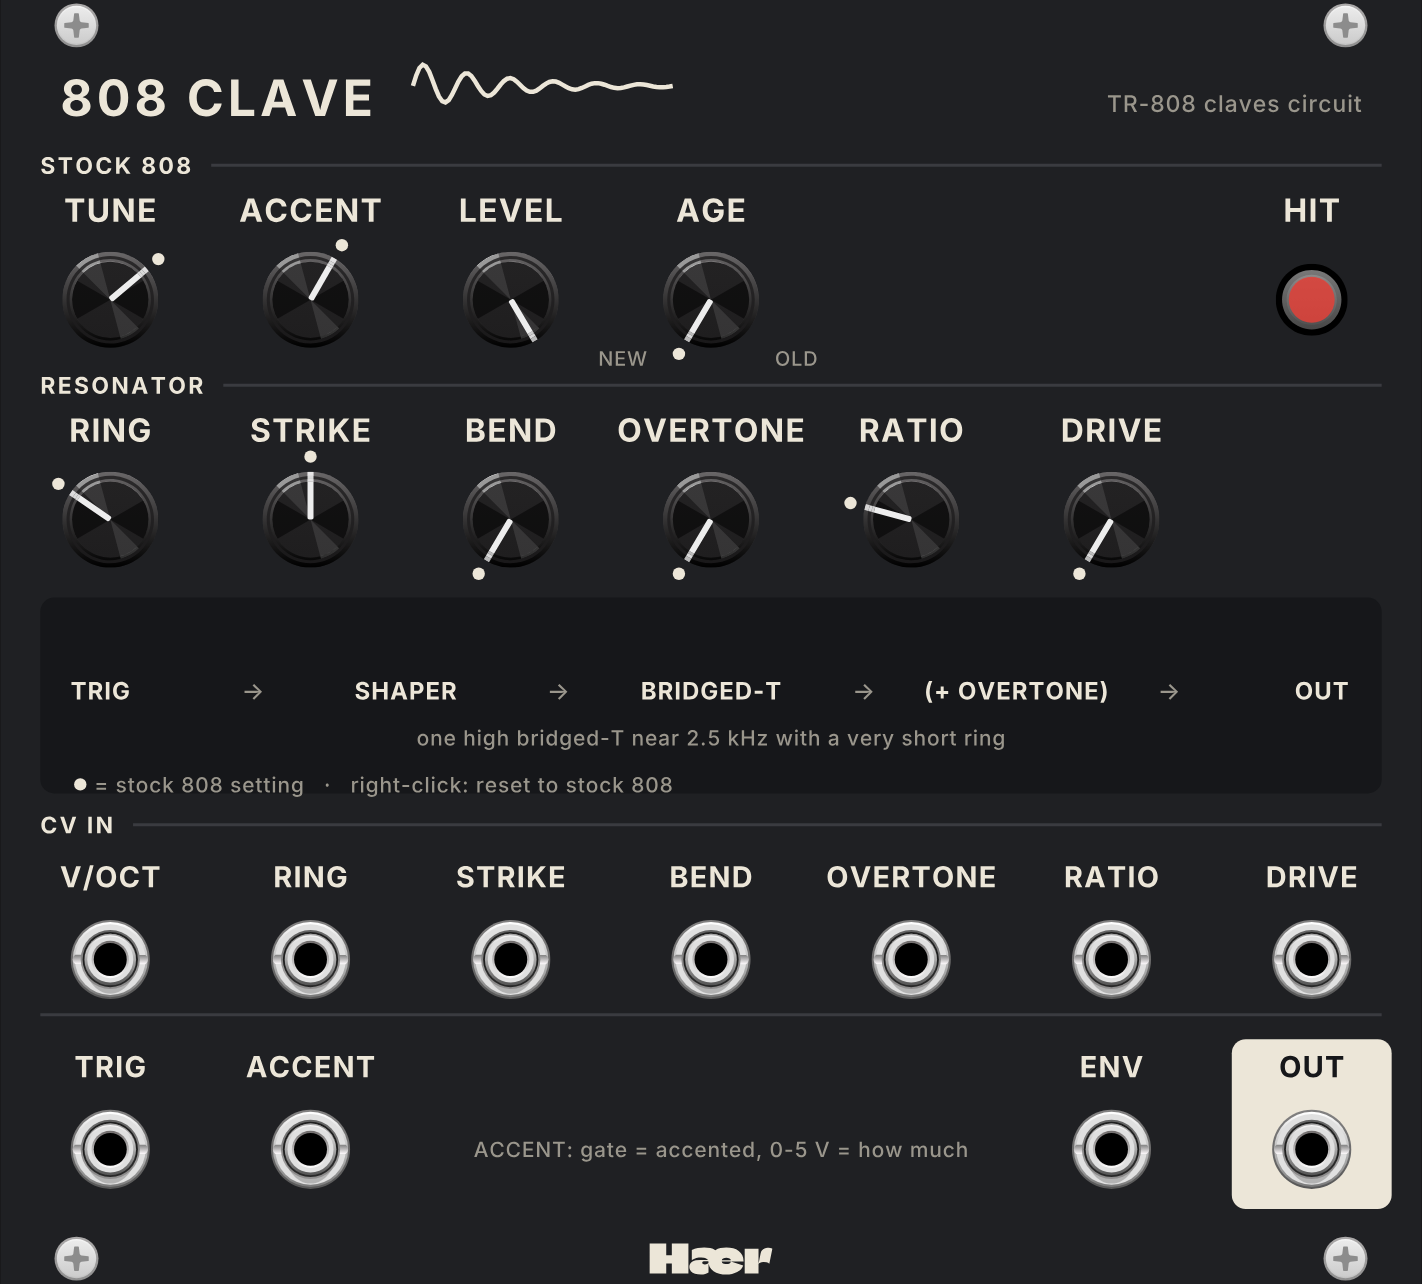 808 CLAVE
TR-808 claves circuit
STOCK 808
TUNE ACCENT LEVEL AGE HIT
NEW OLD
RESONATOR
RING STRIKE BEND OVERTONE RATIO DRIVE
TRIG → SHAPER → BRIDGED-T → (+ OVERTONE) → OUT
one high bridged-T near 2.5 kHz with a very short ring
= stock 808 setting · right-click: reset to stock 808
CV IN
V/OCT RING STRIKE BEND OVERTONE RATIO DRIVE
TRIG ACCENT ENV OUT
ACCENT: gate = accented, 0-5 V = how much
Hær